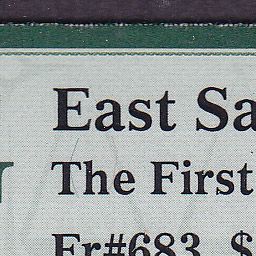 East Sa
The First
Fr#683 $